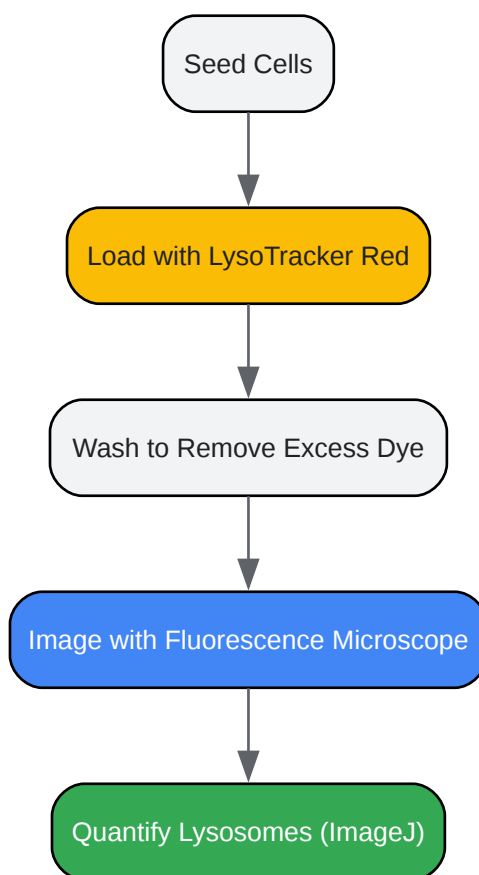 Seed Cells
Load with LysoTracker Red
Wash to Remove Excess Dye
Image with Fluorescence Microscope
Quantify Lysosomes (ImageJ)